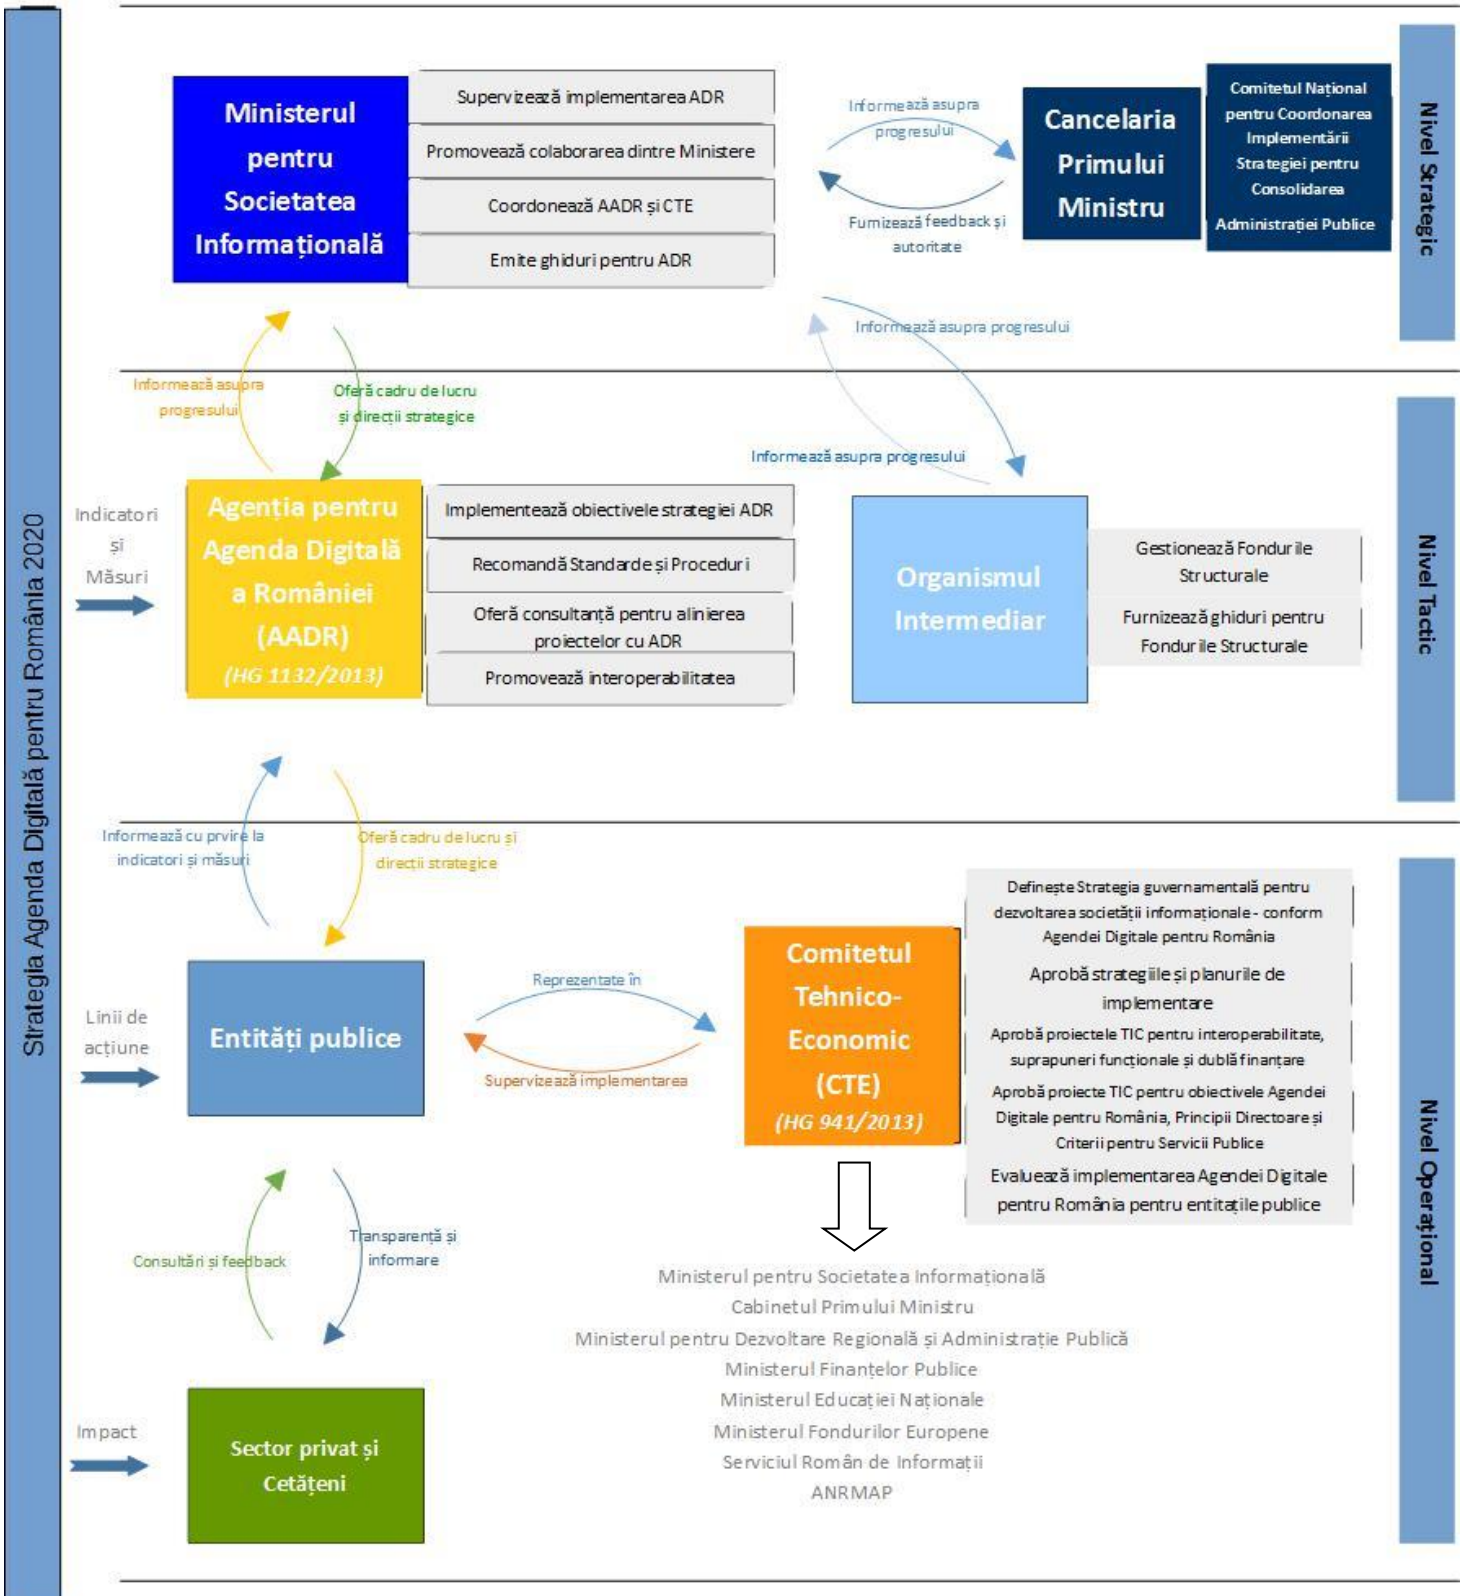 Strategia Agenda Digitală pentru România 2020
Nivel Strategic
Ministerul
pentru
Societatea
Informațională
Supervizează implementarea ADR
Promovează colaborarea dintre Ministere
Coordonează AADR și CTE
Emite ghiduri pentru ADR
Informează asupra
progresului
Furnizează feedback și
autoritate
Cancelaria
Primului
Ministru
Comitetul Național
pentru Coordonarea
Implementării
Strategiei pentru
Consolidarea
Administrației Publice
Informează asupra
progresului
Oferă cadru de lucru
și direcții strategice
Informează asupra progresului
Informează asupra progresului
Nivel Tactic
Indicatori
și
Măsuri
Agenția pentru
Agenda Digitală
a României
(AADR)
(HG 1132/2013)
Implementează obiectivele strategiei ADR
Recomandă Standarde și Proceduri
Oferă consultanță pentru alinierea
proiectelor cu ADR
Promovează interoperabilitatea
Organismul
Intermediar
Gestionează Fondurile
Structurale
Furnizează ghiduri pentru
Fondurile Structurale
Informează cu prvire la
indicatori și măsuri
Oferă cadru de lucru și
direcții strategice
Nivel Operațional
Linii de
acțiune
Entități publice
Reprezentate în
Supervizează implementarea
Comitetul
Tehnico-
Economic
(CTE)
(HG 941/2013)
Definește Strategia guvernamentală pentru
dezvoltarea societății informaționale - conform
Agendei Digitale pentru România
Aprobă strategiile și planurile de
implementare
Aprobă proiectele TIC pentru interoperabilitate,
suprapuneri funcționale și dublă finanțare
Aprobă proiecte TIC pentru obiectivele Agendei
Digitale pentru România, Principii Directoare și
Criterii pentru Servicii Publice
Evaluează implementarea Agendei Digitale
pentru România pentru entitațile publice
Consultări și feedback
Transparență și
informare
Ministerul pentru Societatea Informațională
Cabinetul Primului Ministru
Ministerul pentru Dezvoltare Regională și Administrație Publică
Ministerul Finanțelor Publice
Ministerul Educației Naționale
Ministerul Fondurilor Europene
Serviciul Român de Informații
ANRMAP
Impact
Sector privat și
Cetățeni